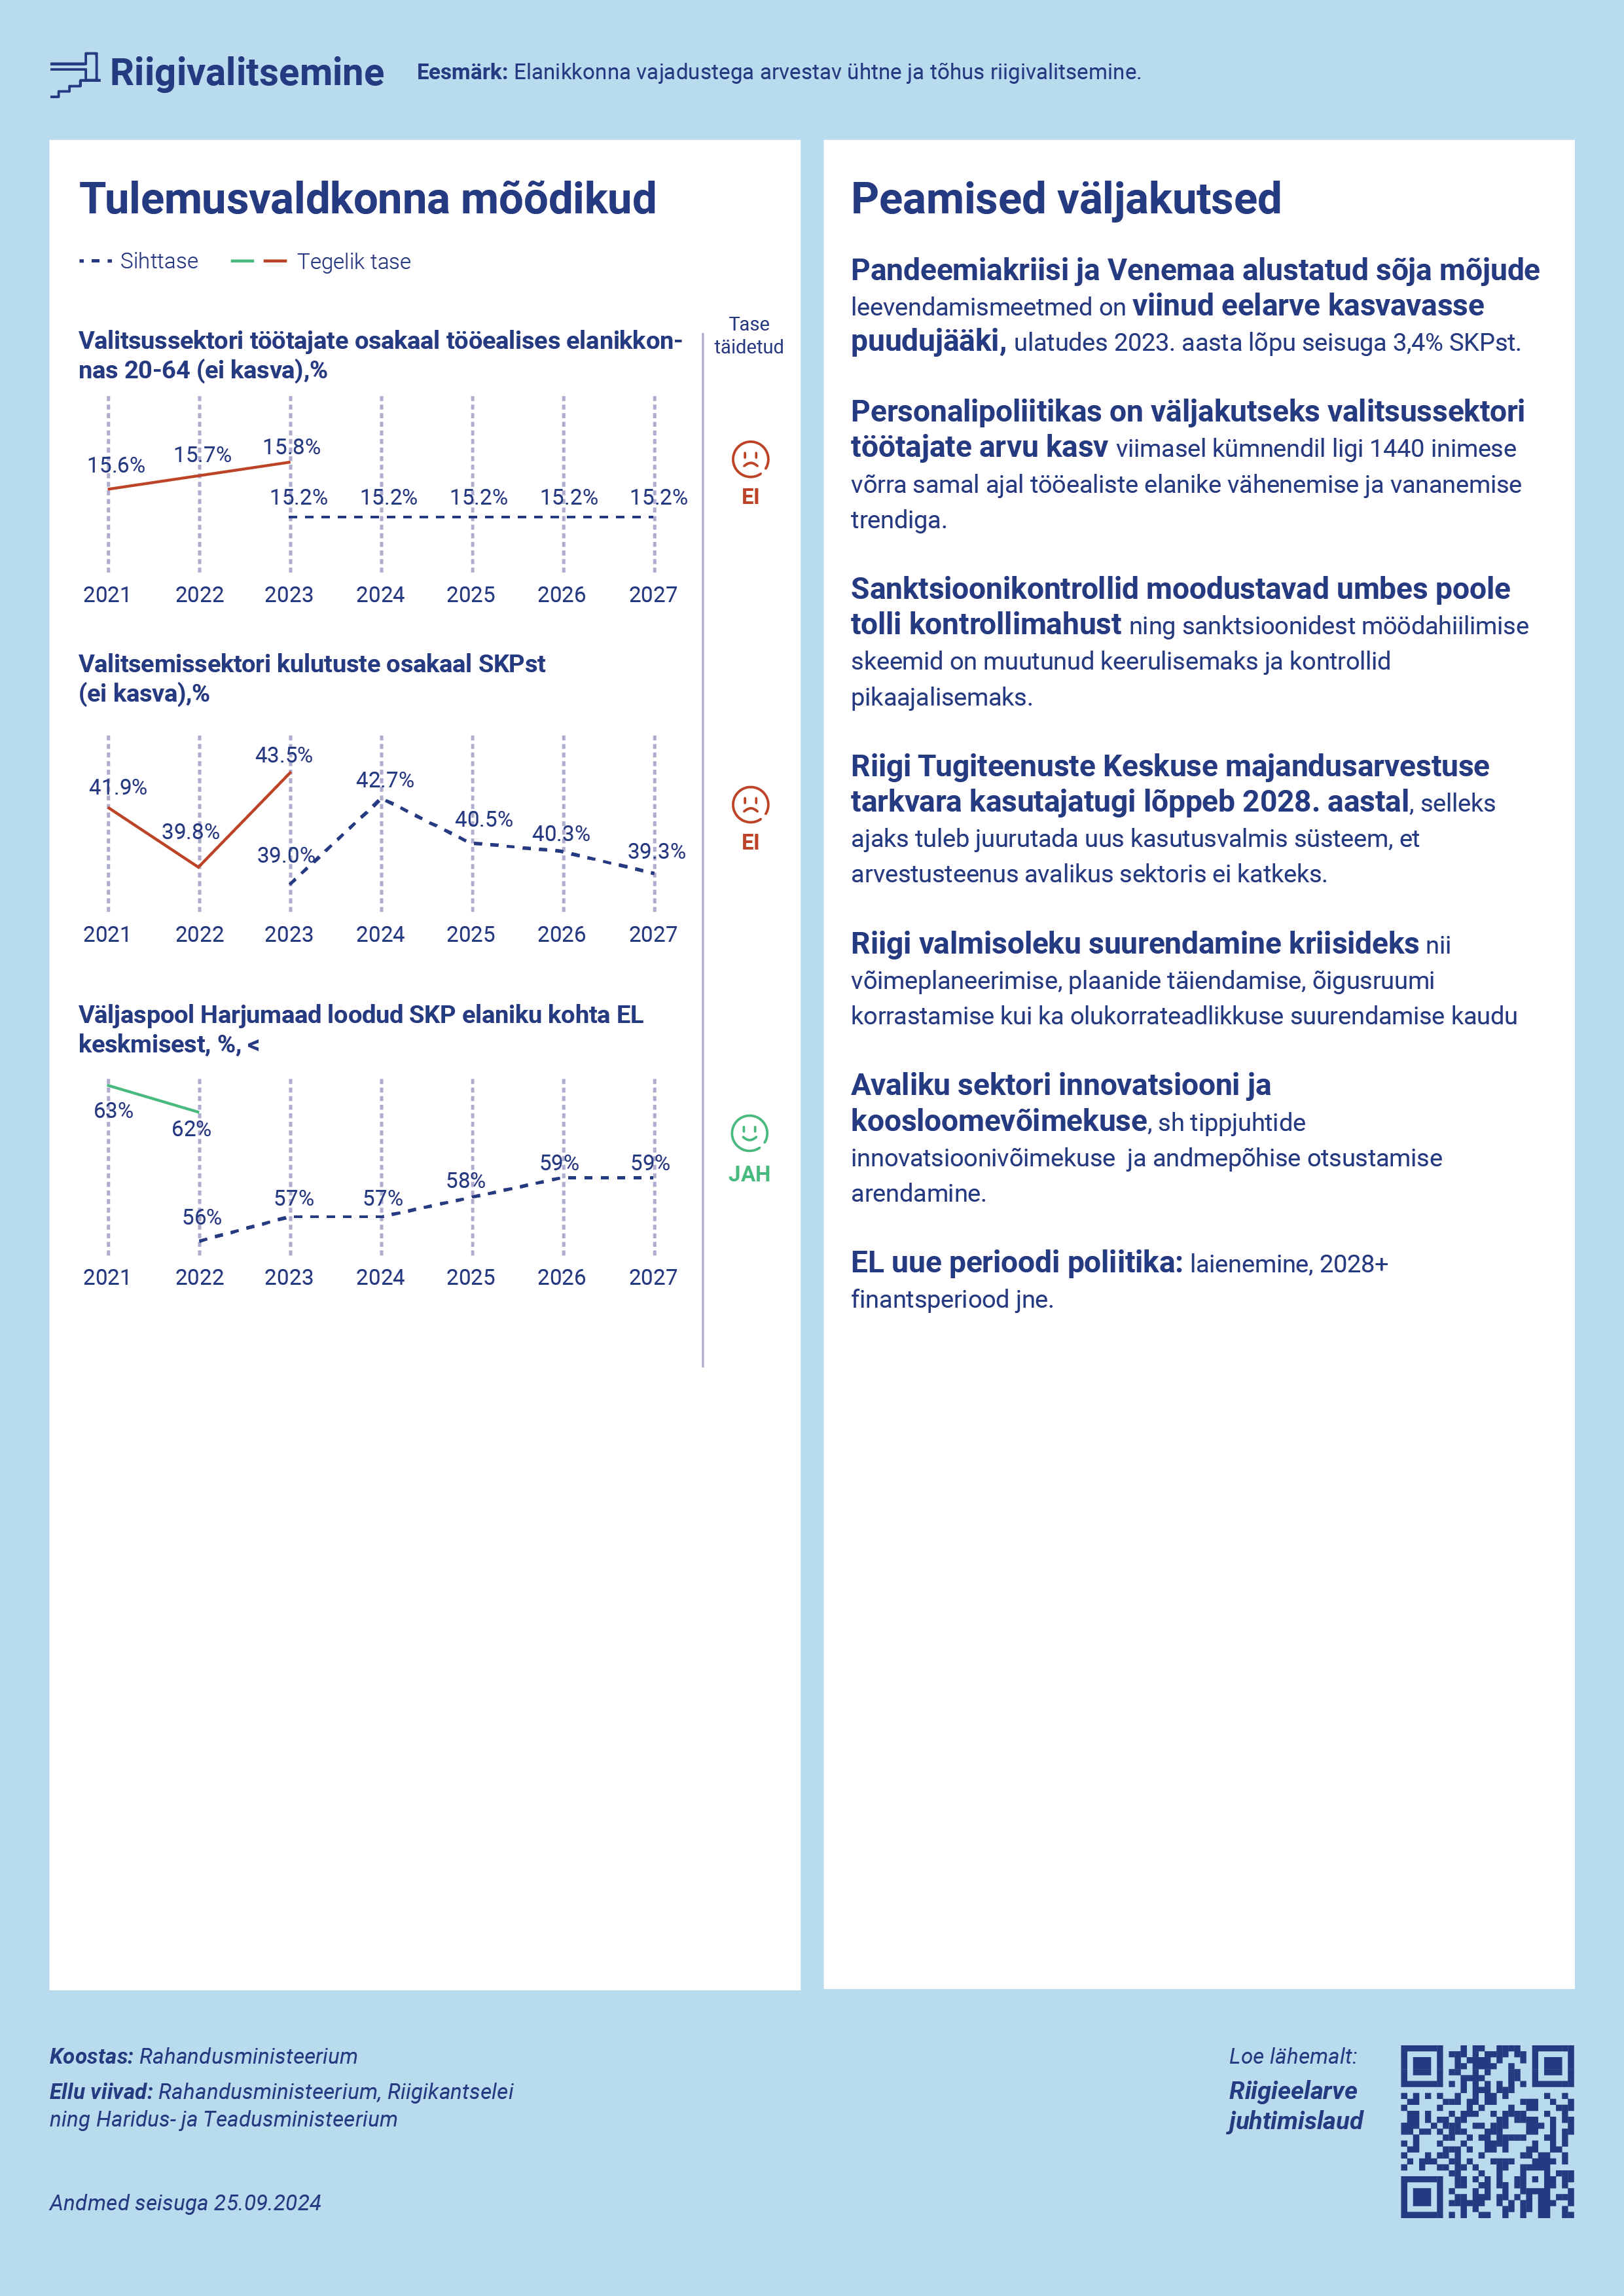 Riigivalitsemine
Eesmärk: Elanikkonna vajadustega arvestav ühtne ja tõhus riigivalitsemine.
Tulemusvaldkonna mõõdikud
Sihttase
Tegelik tase
Tase
täidetud
Valitsussektori töötajate osakaal tööealises elanikkon-
nas 20-64 (ei kasva),%
15.6% 15.7% 15.8%
15.2% 15.2% 15.2% 15.2% 15.2%
EI
2021 2022 2023 2024 2025 2026 2027
Valitsemissektori kulutuste osakaal SKPst
(ei kasva),%
41.9% 39.8% 43.5%
39.0% 42.7% 40.5% 40.3% 39.3%
EI
2021 2022 2023 2024 2025 2026 2027
Väljaspool Harjumaad loodud SKP elaniku kohta EL
keskmisest, %, <
63% 62%
56% 57% 57% 58% 59% 59%
JAH
2021 2022 2023 2024 2025 2026 2027
Peamised väljakutsed
Pandeemiakriisi ja Venemaa alustatud sõja mõjude
leevendamismeetmed on viinud eelarve kasvavasse
puudujääki, ulatudes 2023. aasta lõpu seisuga 3,4% SKPst.
Personalipoliitikas on väljakutseks valitsussektori
töötajate arvu kasv viimasel kümnendil ligi 1440 inimese
võrra samal ajal tööealiste elanike vähenemise ja vananemise
trendiga.
Sanktsioonikontrollid moodustavad umbes poole
tolli kontrollimahust ning sanktsioonidest möödahiilimise
skeemid on muutunud keerulisemaks ja kontrollid
pikaajalisemaks.
Riigi Tugiteenuste Keskuse majandusarvestuse
tarkvara kasutajatugi lõppeb 2028. aastal, selleks
ajaks tuleb juurutada uus kasutusvalmis süsteem, et
arvestusteenus avalikus sektoris ei katkeks.
Riigi valmisoleku suurendamine kriisideks nii
võimeplaneerimise, plaanide täiendamise, õigusruumi
korrastamise kui ka olukorrateadlikkuse suurendamise kaudu
Avaliku sektori innovatsiooni ja
koosloomevõimekuse, sh tippjuhtide
innovatsioonivõimekuse ja andmepõhise otsustamise
arendamine.
EL uue perioodi poliitika: laienemine, 2028+
finantsperiood jne.
Koostas: Rahandusministeerium
Ellu viivad: Rahandusministeerium, Riigikantselei
ning Haridus- ja Teadusministeerium
Andmed seisuga 25.09.2024
Loe lähemalt:
Riigieelarve
juhtimislaud